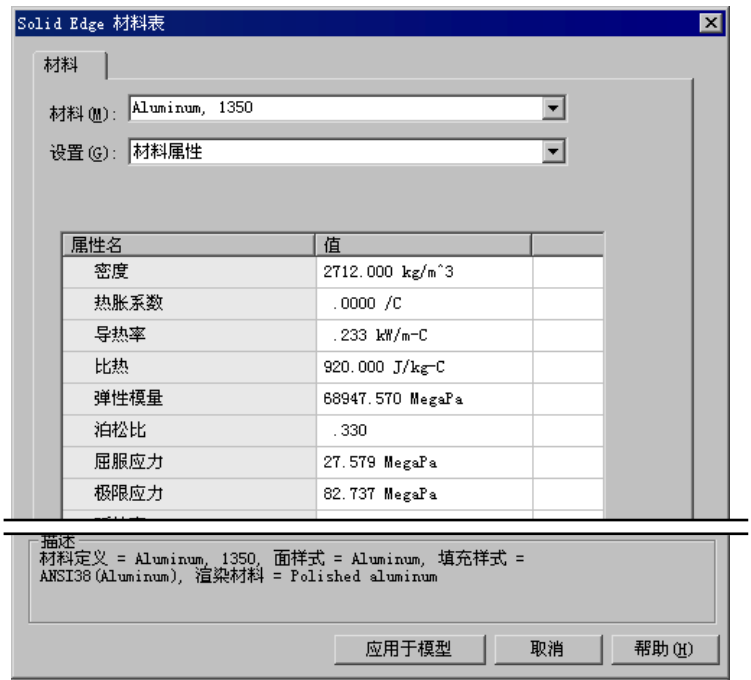 Solid Edge 材料表
材料
材料(M): Aluminum, 1350
设置(G): 材料属性
属性名 值
密度 2712.000 kg/m^3
热胀系数 .0000 /C
导热率 .233 kW/m-C
比热 920.000 J/kg-C
弹性模量 68947.570 MegaPa
泊松比 .330
屈服应力 27.579 MegaPa
极限应力 82.737 MegaPa
描述
材料定义 = Aluminum, 1350, 面样式 = Aluminum, 填充样式 =
ANSI38(Aluminum), 渲染材料 = Polished aluminum
应用于模型 取消 帮助(H)